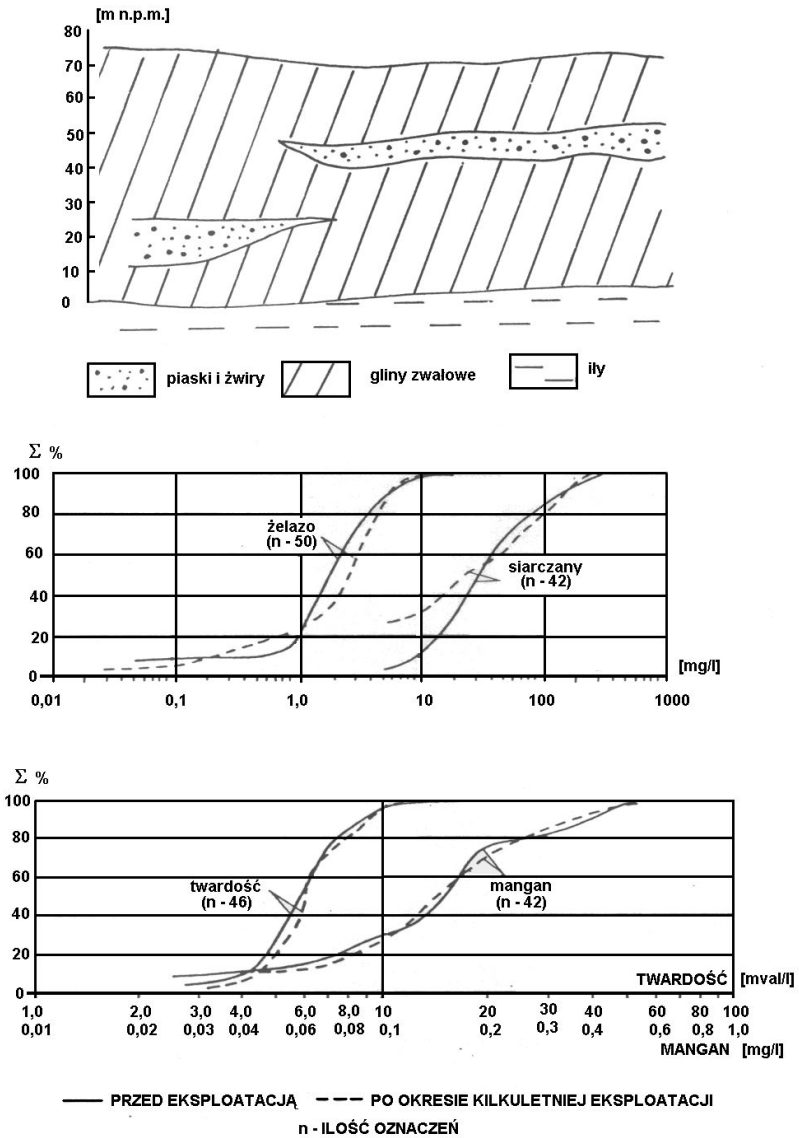 [m n.p.m.]
80
70
60
50
40
30
20
10
0
piaski i żwiry
gliny zwałowe
iły
Σ %
100
80
60
40
20
0
żelazo
(n - 50)
siarczany
(n - 42)
[mg/l]
0,01 0,1 1,0 10 100 1000
Σ %
100
80
60
40
20
0
twardość
(n - 46)
mangan
(n - 42)
TWARDOŚĆ [mval/l]
1,0 2,0 3,0 4,0 6,0 8,0 10 20 30 40 60 80 100
0,01 0,02 0,03 0,04 0,06 0,08 0,1 0,2 0,3 0,4 0,6 0,8 1,0
MANGAN [mg/l]
PRZED EKSPLOATACJĄ PO OKRESIE KILKULETNIEJ EKSPLOATACJI
n - ILOŚĆ OZNACZEŃ